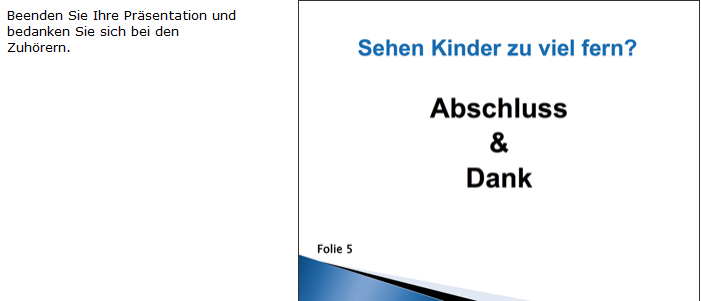 Beenden Sie Ihre Präsentation und
bedanken Sie sich bei den
Zuhörern.
Sehen Kinder zu viel fern?
Abschluss
&
Dank
Folie 5